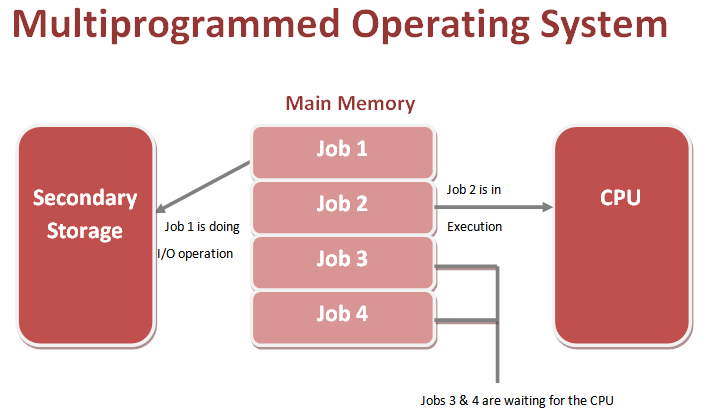 Multiprogrammed Operating System
Main Memory
Secondary
Storage
Job 1 is doing
I/O operation
Job 1
Job 2
Job 3
Job 4
Job 2 is in
Execution
CPU
Jobs 3 & 4 are waiting for the CPU